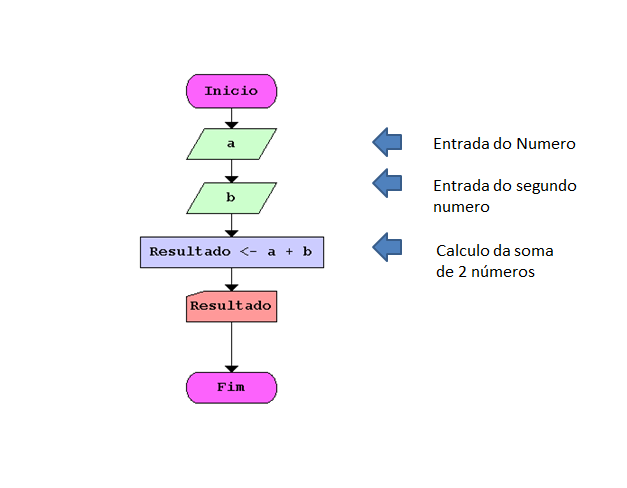 Inicio
a
Entrada do Numero
b
Entrada do segundo
numero
Resultado <- a + b
Calculo da soma
de 2 números
Resultado
Fim